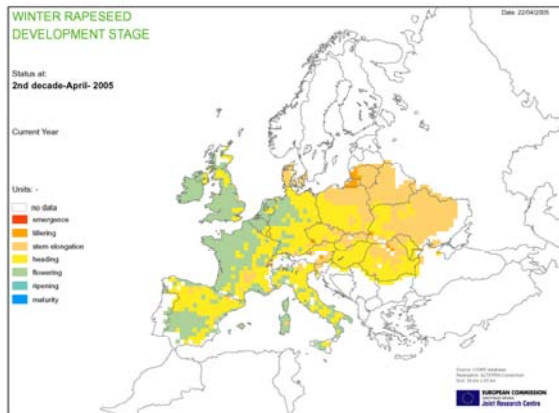 WINTER RAPESEED
DEVELOPMENT STAGE
Date: 22/04/2005
Status at:
2nd decade-April- 2005
Current Year
Units: -
no data
emergence
tillering
stem elongation
heading
flowering
ripening
maturity
EUROPEAN COMMISSION
Joint Research Centre